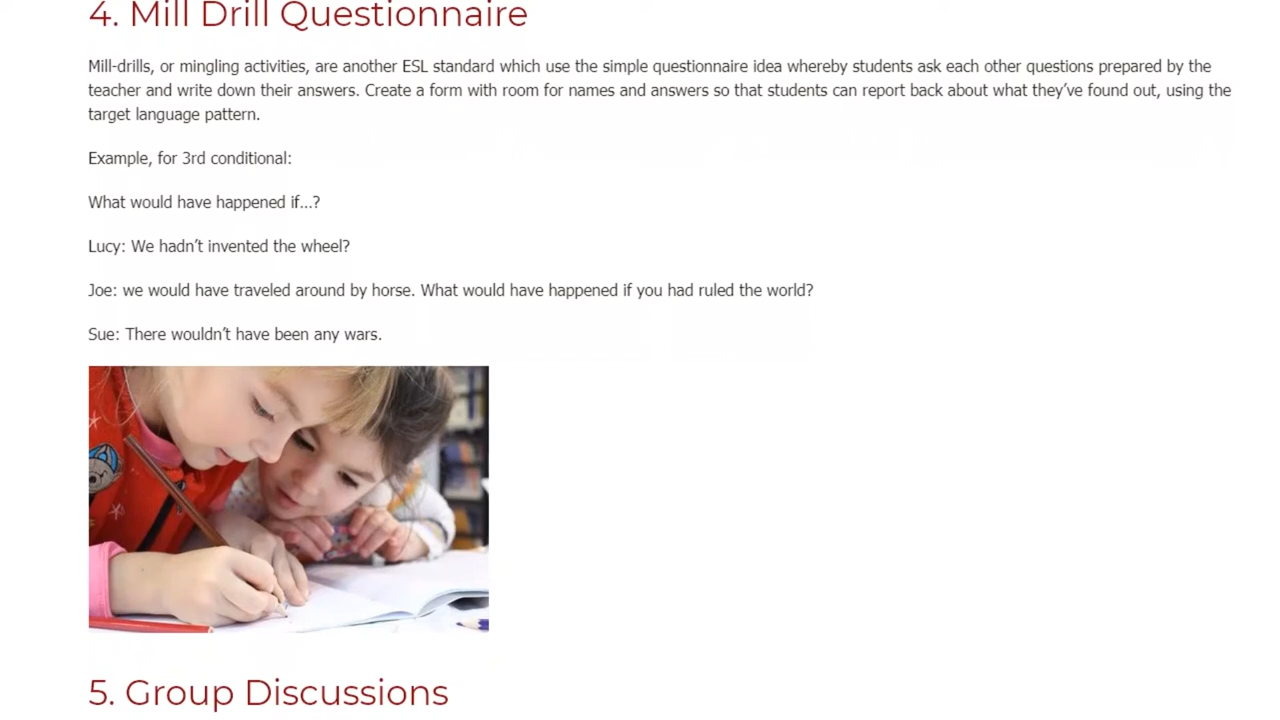 4. Mill Drill Questionnaire
Mill-drills, or mingling activities, are another ESL standard which use the simple questionnaire idea whereby students ask each other questions prepared by the
teacher and write down their answers. Create a form with room for names and answers so that students can report back about what they’ve found out, using the
target language pattern.
Example, for 3rd conditional:
What would have happened if...?
Lucy: We hadn’t invented the wheel?
Joe: we would have traveled around by horse. What would have happened if you had ruled the world?
Sue: There wouldn’t have been any wars.
5. Group Discussions